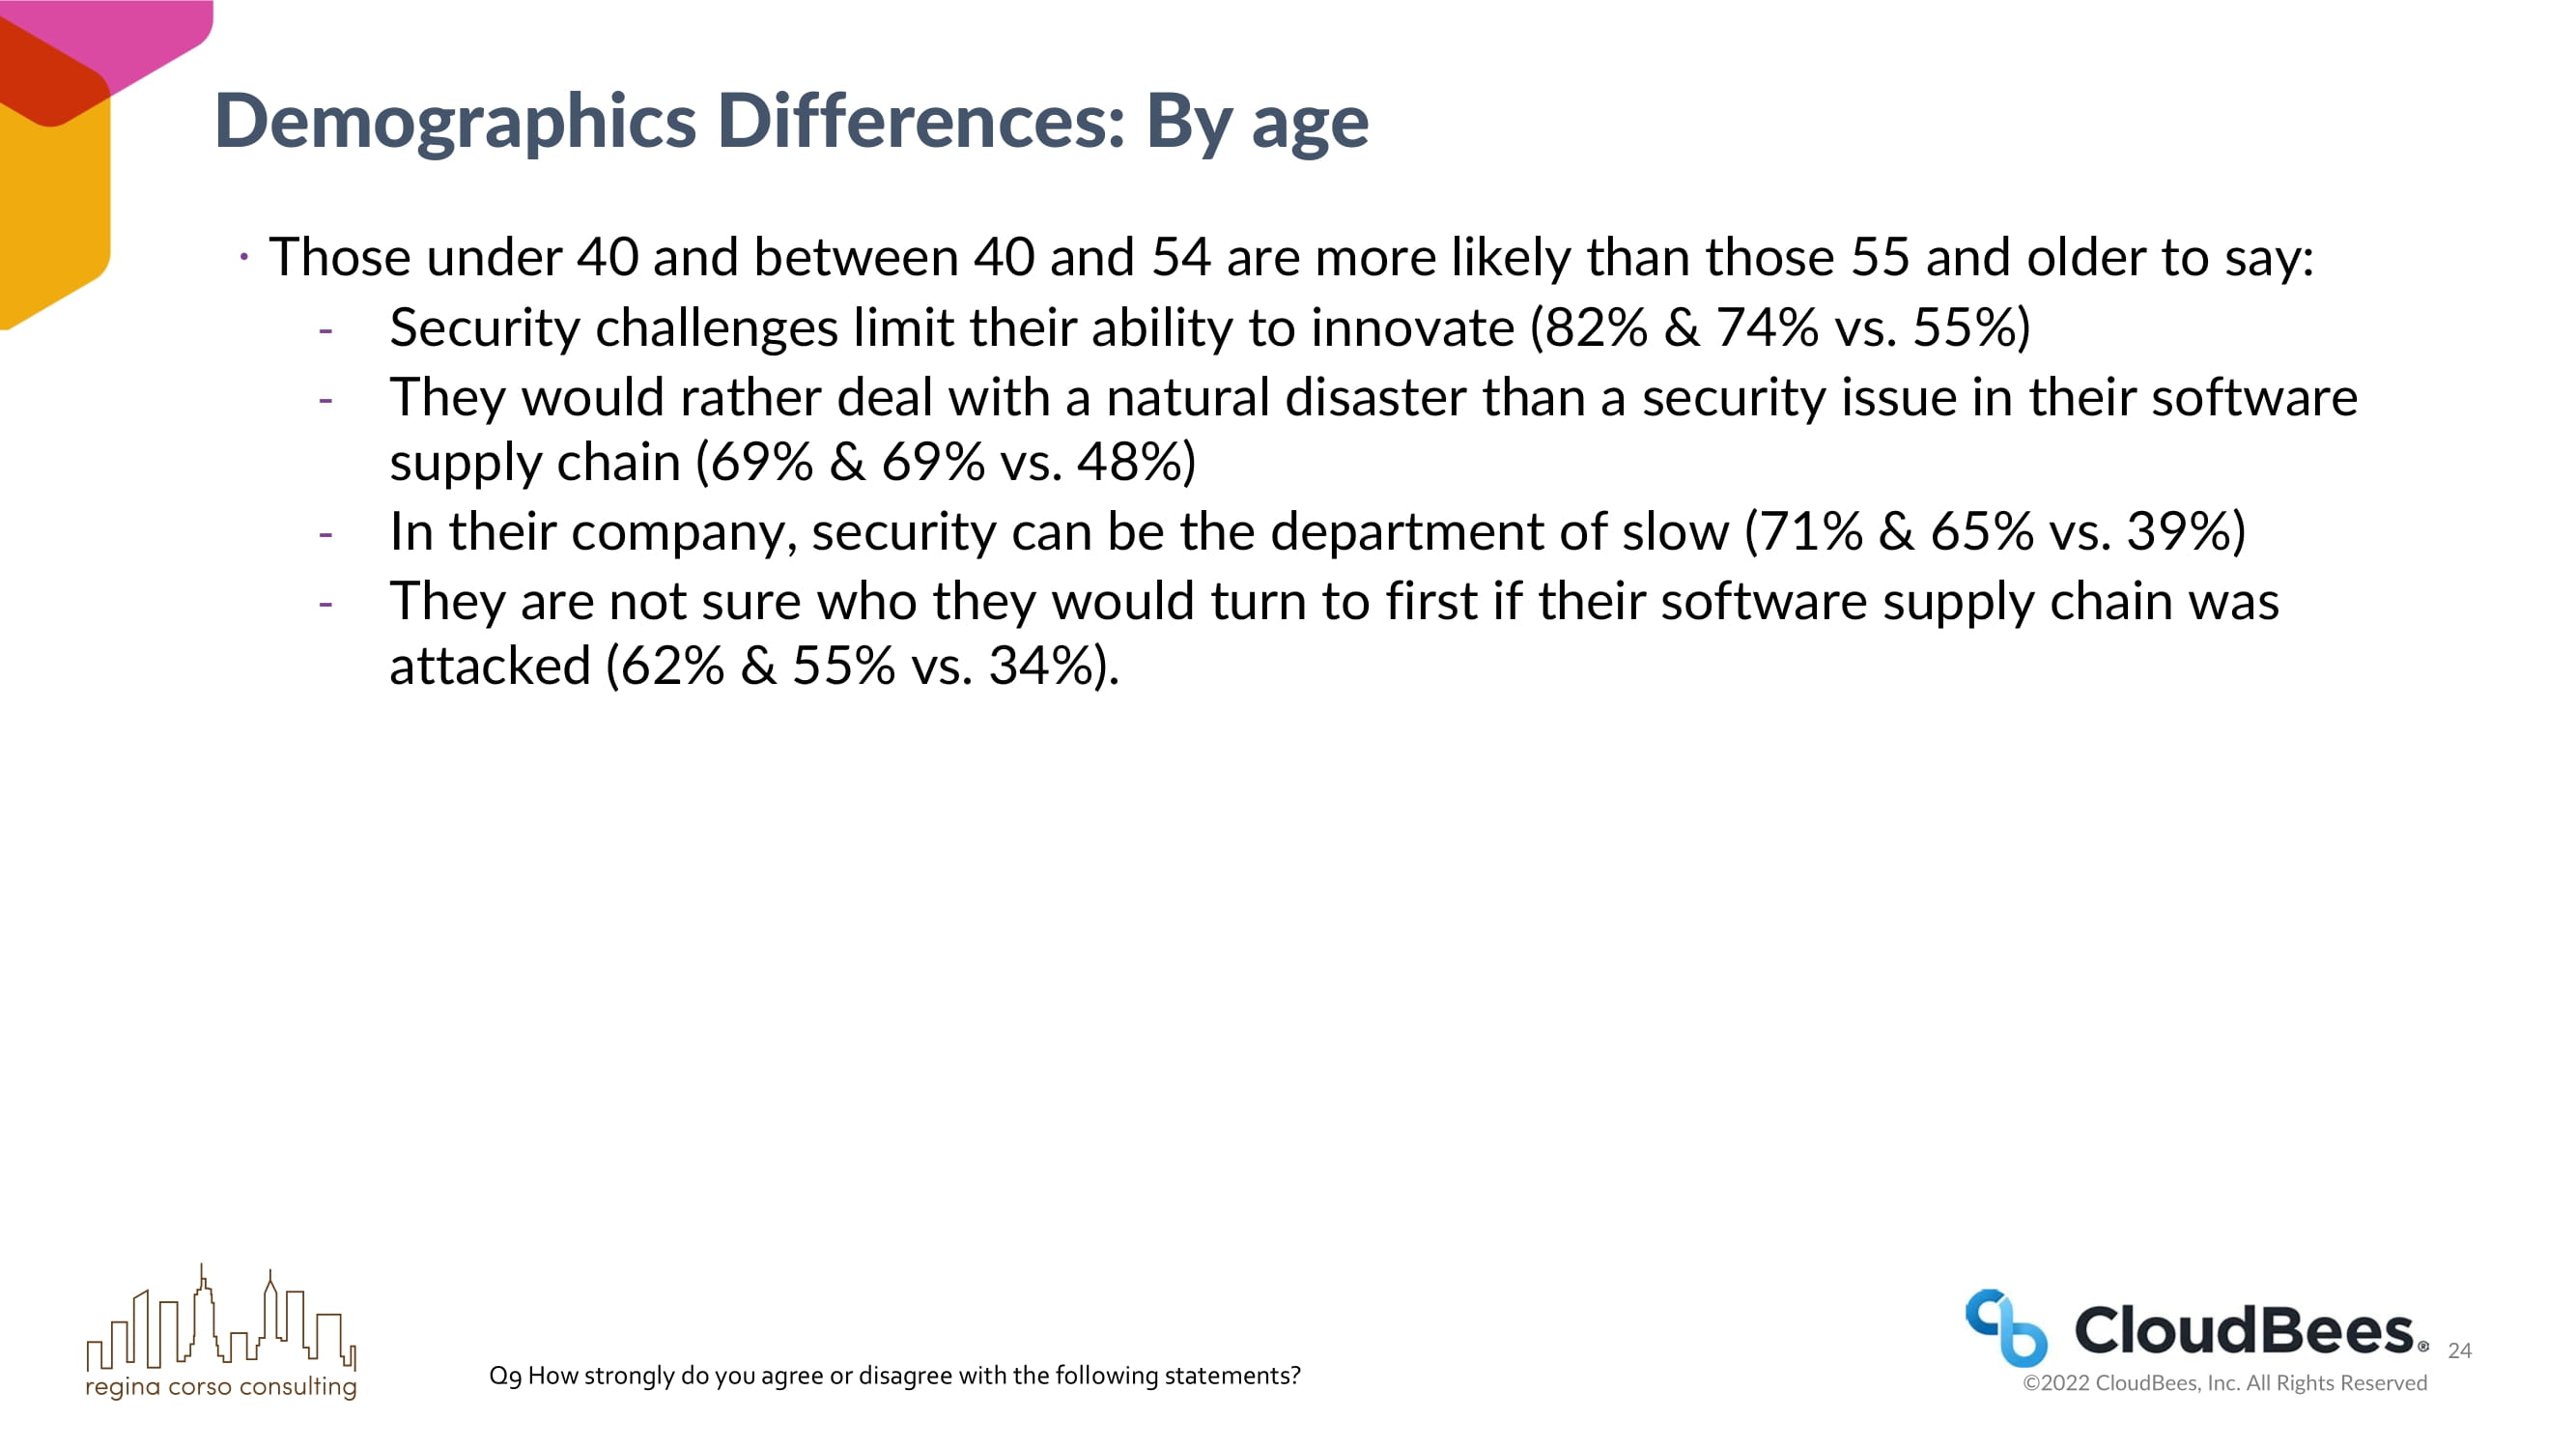 Demographics Differences: By age
· Those under 40 and between 40 and 54 are more likely than those 55 and older to say:
- Security challenges limit their ability to innovate (82% & 74% vs. 55%)
- They would rather deal with a natural disaster than a security issue in their software
supply chain (69% & 69% vs. 48%)
- In their company, security can be the department of slow (71% & 65% vs. 39%)
- They are not sure who they would turn to first if their software supply chain was
attacked (62% & 55% vs. 34%).
regina corso consulting
Q9 How strongly do you agree or disagree with the following statements?
CloudBees®
24
©2022 CloudBees, Inc. All Rights Reserved